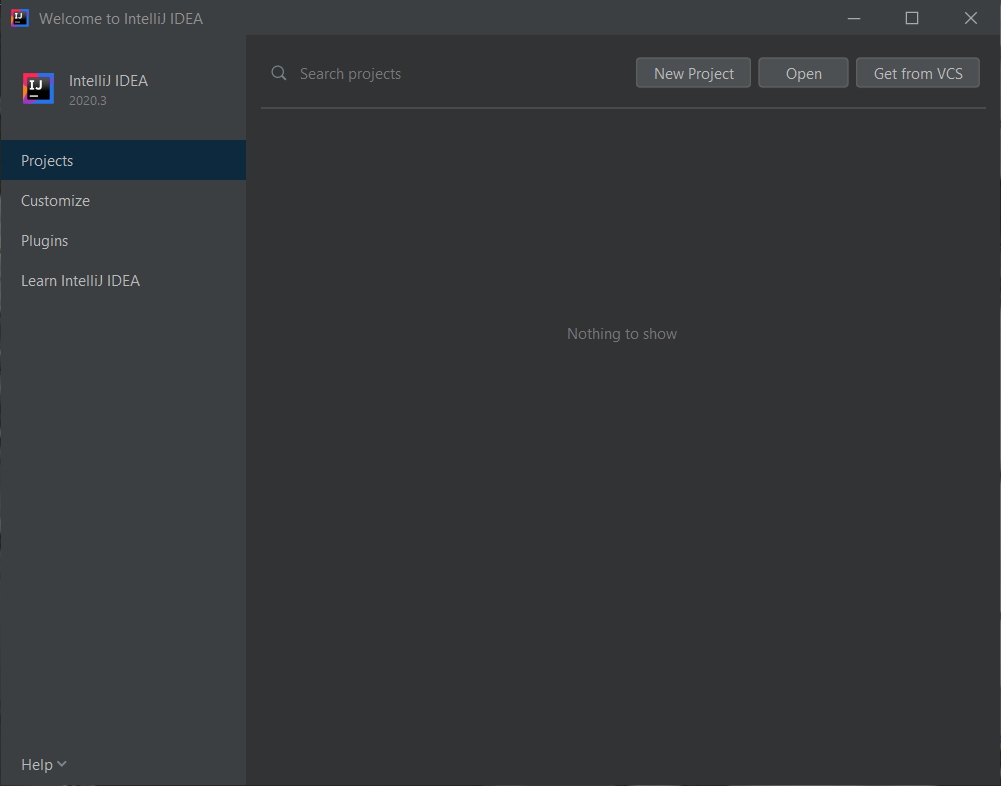 Welcome to IntelliJ IDEA
IntelliJ IDEA
2020.3
Projects
Customize
Plugins
Learn IntelliJ IDEA
Help
Search projects
New Project
Open
Get from VCS
Nothing to show